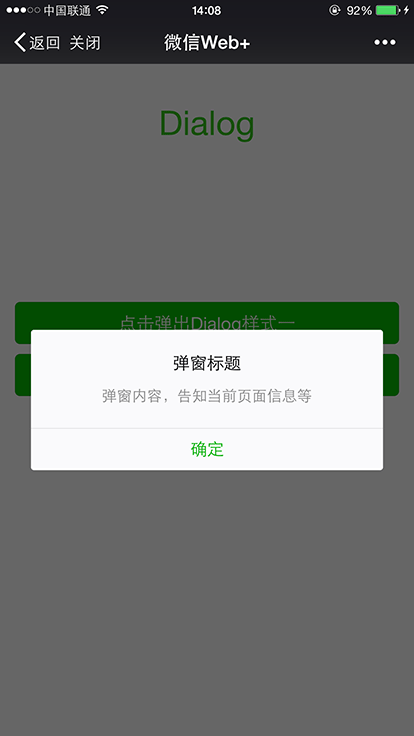 中国联通 14:08 92%
返回 关闭 微信Web+
Dialog
点击弹出Dialog样式一
弹窗标题
弹窗内容，告知当前页面信息等
确定